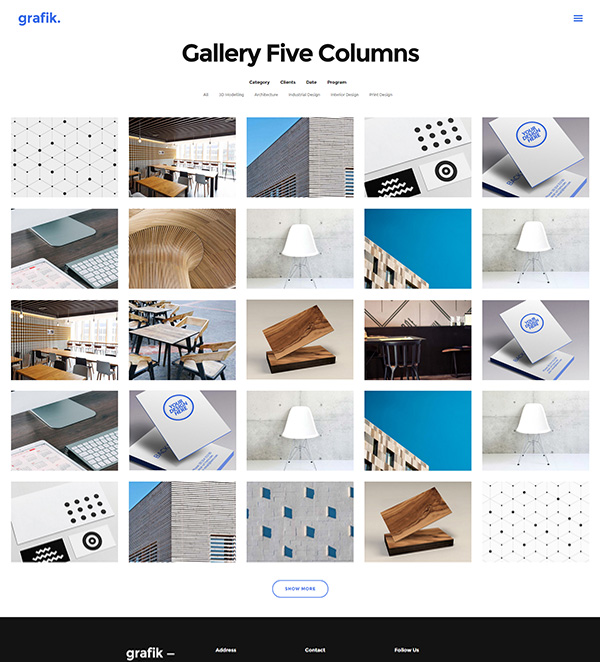 grafik.
Gallery Five Columns
Category Clients Date Program
All 3D Modelling Architecture Industrial Design Interior Design Print Design
YOUR DESIGN HERE
YOUR DESIGN HERE
YOUR DESIGN HERE
SHOW MORE
grafik — Address Contact Follow Us